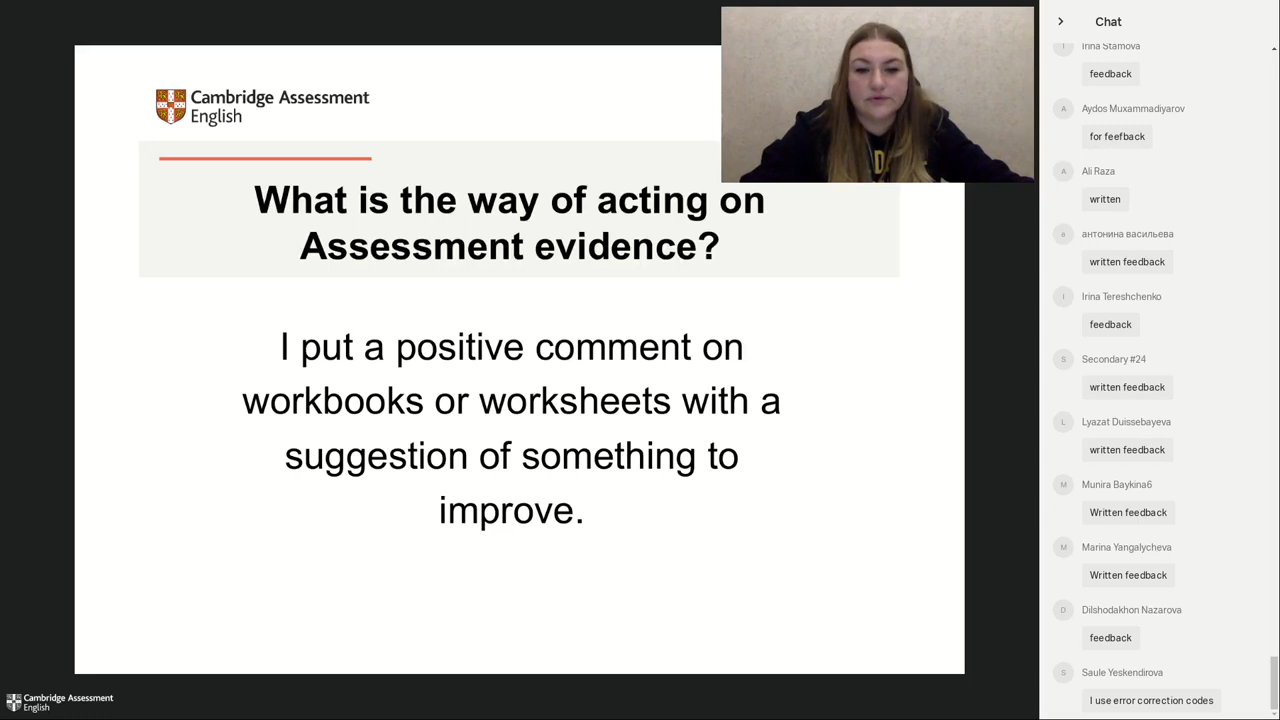 Cambridge Assessment
English
What is the way of acting on
Assessment evidence?
I put a positive comment on
workbooks or worksheets with a
suggestion of something to
improve.
Cambridge Assessment
English
Chat
I
Irina Stamova
feedback
A
Aydos Muxammadiyarov
for feefback
A
Ali Raza
written
а
антонина васильева
written feedback
I
Irina Tereshchenko
feedback
S
Secondary #24
written feedback
L
Lyazat Duissebayeva
written feedback
M
Munira Baykina6
Written feedback
M
Marina Yangalycheva
Written feedback
D
Dilshodakhon Nazarova
feedback
S
Saule Yeskendirova
I use error correction codes